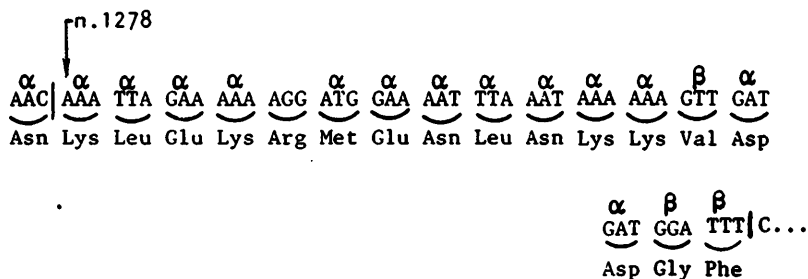 n.1278
α α α α α α α α α α α α β α
AAC | AAA TTA GAA AAA AGG ATG GAA AAT TTA AAT AAA AAA GTT GAT
Asn Lys Leu Glu Lys Arg Met Glu Asn Leu Asn Lys Lys Val Asp
α β β
GAT GGA TTT | C...
Asp Gly Phe